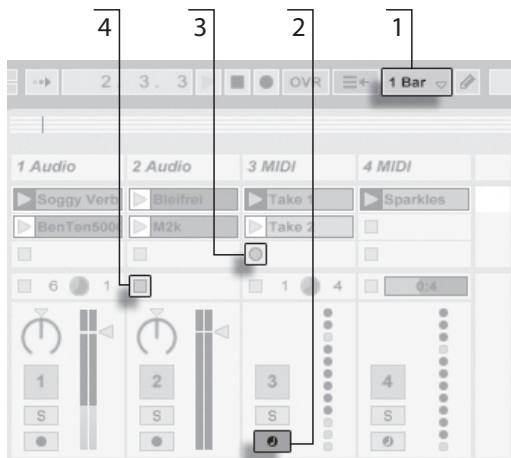 4 3 2 1
2 3. 3 OVR 1 Bar
1 Audio 2 Audio 3 MIDI 4 MIDI
Soggy Verb Bleifrei Take 1 Sparkles
BenTen5000 M2k Take 2
6 1 1 4 0:4
1 2 3 4
S S S S